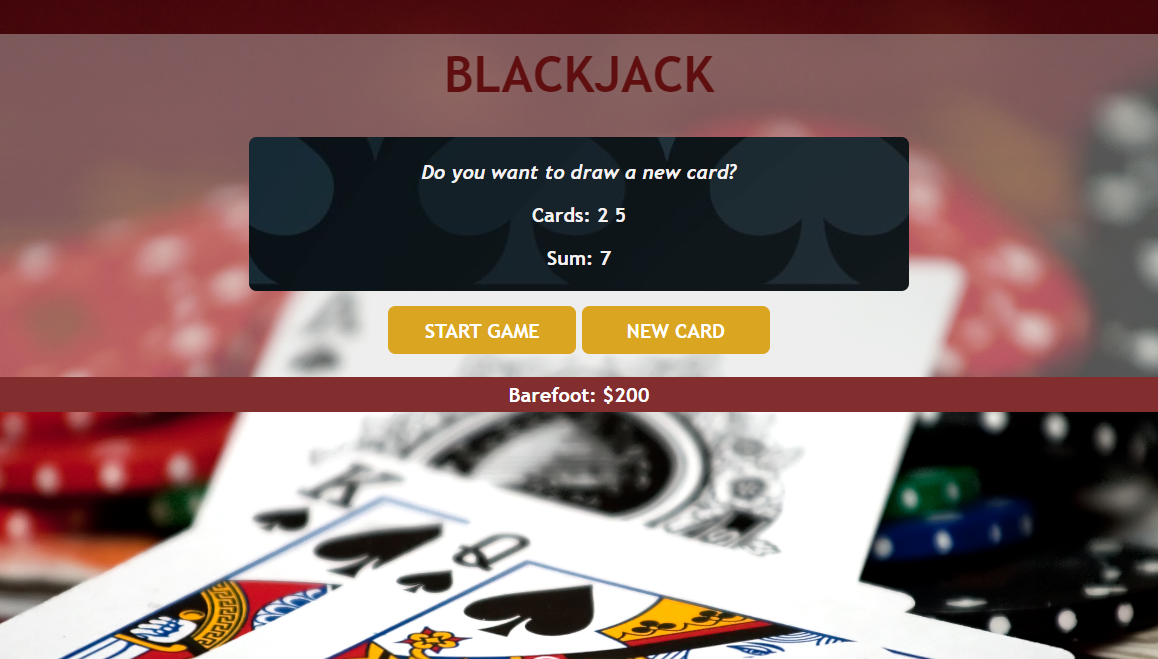 BLACKJACK
Do you want to draw a new card?
Cards: 2 5
Sum: 7
START GAME NEW CARD
Barefoot: $200
A
K
Q